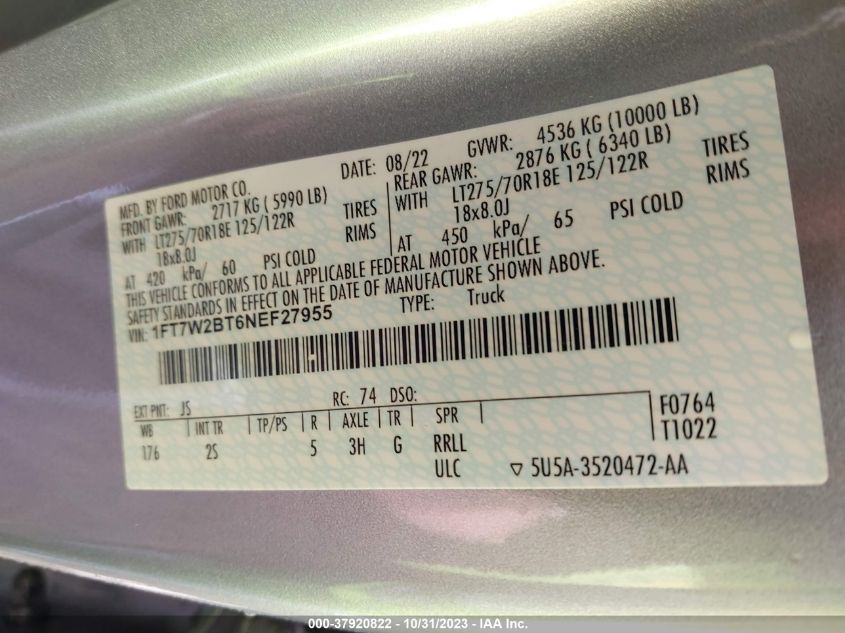 MFD. BY FORD MOTOR CO. DATE: 08/22 GVWR: 4536 KG (10000 LB)
FRONT GAWR: 2717 KG ( 5990 LB) REAR GAWR: 2876 KG ( 6340 LB)
WITH LT275/70R18E 125/122R TIRES WITH LT275/70R18E 125/122R TIRES
18x8.0J RIMS 18x8.0J RIMS
AT 420 kPa/ 60 PSI COLD AT 450 kPa/ 65 PSI COLD
THIS VEHICLE CONFORMS TO ALL APPLICABLE FEDERAL MOTOR VEHICLE
SAFETY STANDARDS IN EFFECT ON THE DATE OF MANUFACTURE SHOWN ABOVE.
VIN: 1FT7W2BT6NEF27955 TYPE: Truck
EXT PNT: JS RC: 74 DSO:
WB INT TR TP/PS R AXLE TR SPR F0764
176 2S 5 3H G RRLL T1022
ULC ▽ 5U5A-3520472-AA
000-37920822 - 10/31/2023 - IAA Inc.